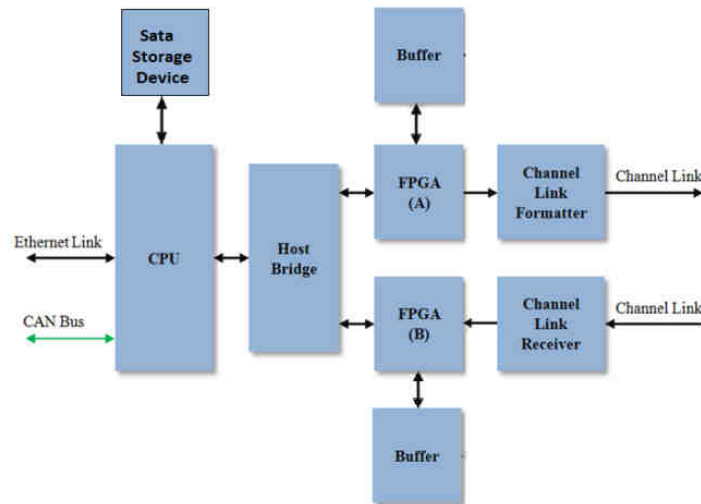 Sata
Storage
Device
Buffer
FPGA
(A)
Channel
Link
Formatter
Channel Link
Ethernet Link
CPU
Host
Bridge
CAN Bus
FPGA
(B)
Channel
Link
Receiver
Channel Link
Buffer